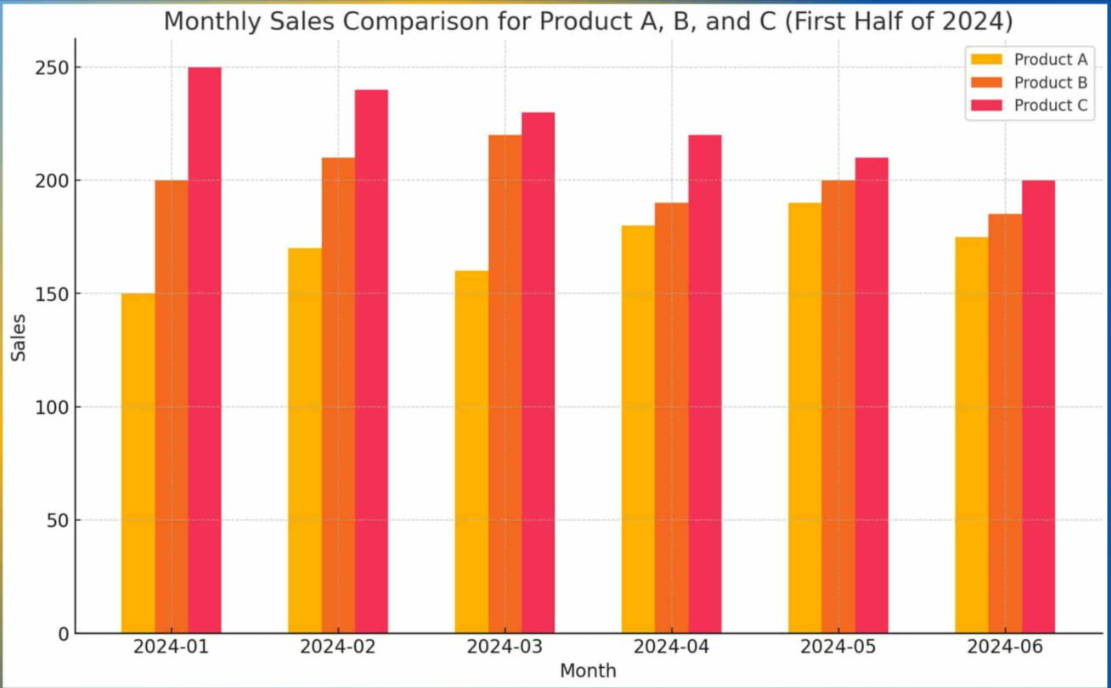 Monthly Sales Comparison for Product A, B, and C (First Half of 2024)
Product A
Product B
Product C
250
200
150
100
50
0
Sales
2024-01 2024-02 2024-03 2024-04 2024-05 2024-06
Month